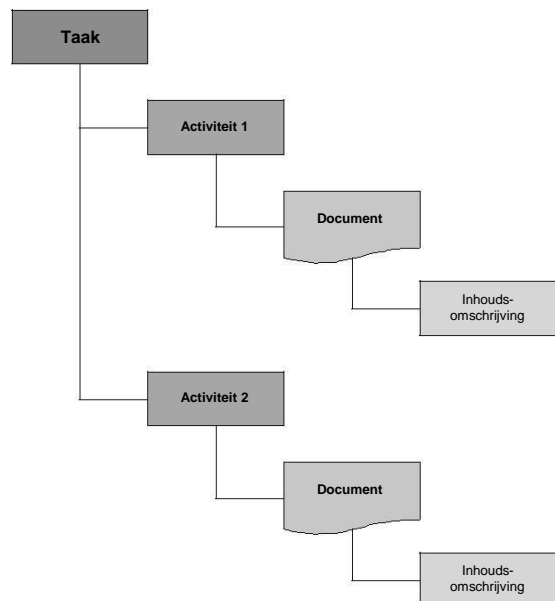 Taak
Activiteit 1
Document
Inhouds-
omschrijving
Activiteit 2
Document
Inhouds-
omschrijving